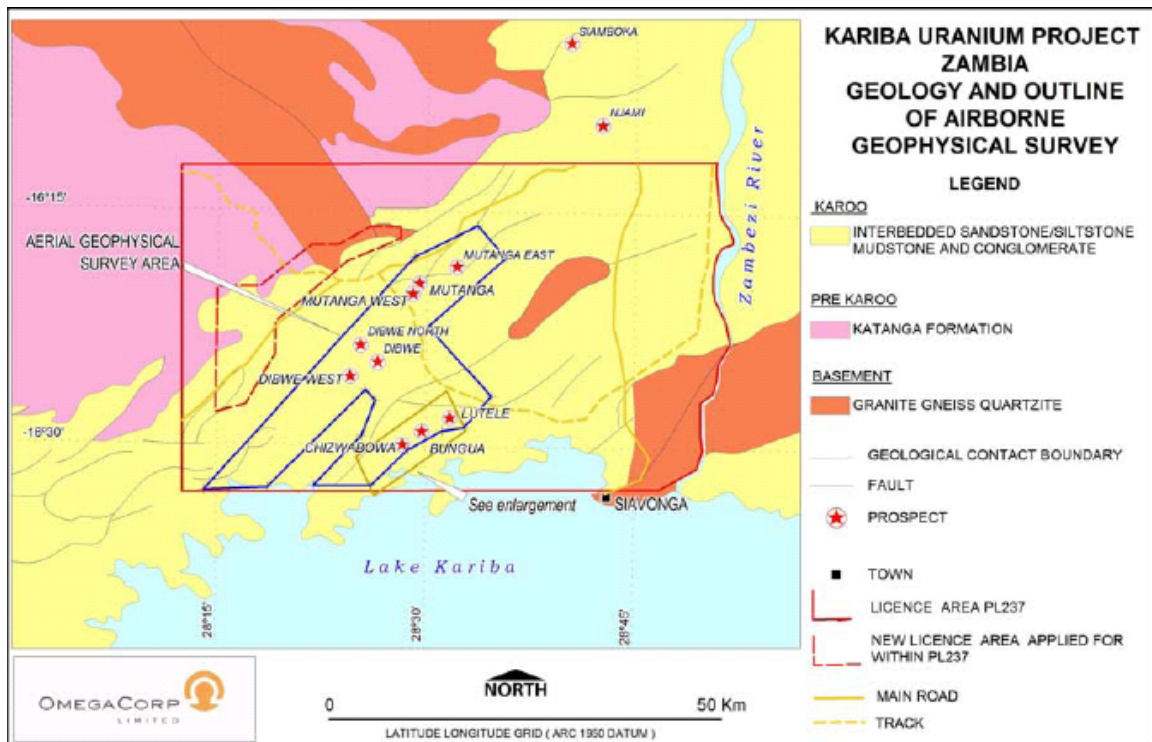 KARIBA URANIUM PROJECT
ZAMBIA
GEOLOGY AND OUTLINE
OF AIRBORNE
GEOPHYSICAL SURVEY
LEGEND
KAROO
INTERBEDDED SANDSTONE/SILTSTONE
MUDSTONE AND CONGLOMERATE
PRE KAROO
KATANGA FORMATION
BASEMENT
GRANITE GNEISS QUARTZITE
GEOLOGICAL CONTACT BOUNDARY
FAULT
PROSPECT
TOWN
LICENCE AREA PL237
NEW LICENCE AREA APPLIED FOR
WITHIN PL237
MAIN ROAD
TRACK
SIAMBOKA
NJAMI
Zambezi River
-16°15'
AERIAL GEOPHYSICAL
SURVEY AREA
MUTANGA EAST
MUTANGA
MUTANGA WEST
DIBWE NORTH
DIBWE
DIBWE WEST
LUTELE
-16°30'
CHIZWABOWA
BUNGUA
See enlargement
SIAVONGA
Lake Kariba
28°15'
28°30'
28°45'
OMEGACORP
LIMITED
NORTH
0
50 Km
LATITUDE LONGITUDE GRID ( ARC 1950 DATUM )